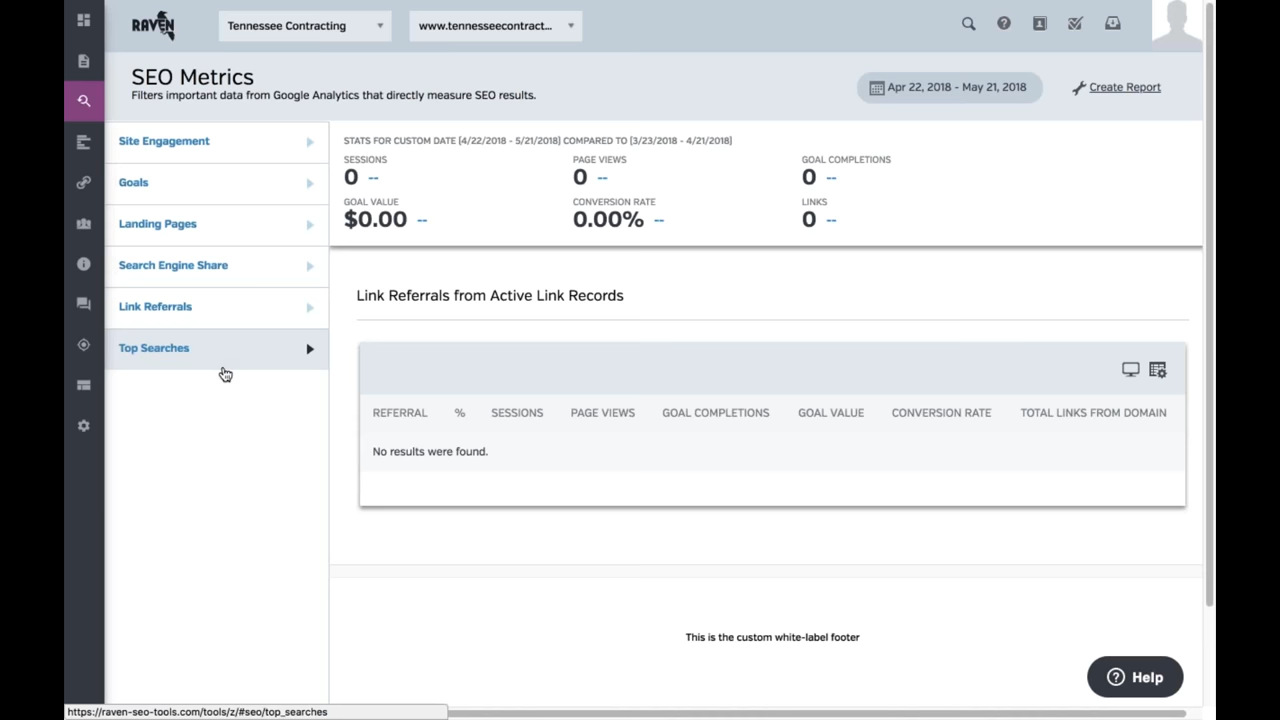 RAVEN
Tennessee Contracting
www.tennesseecontract...
SEO Metrics
Filters important data from Google Analytics that directly measure SEO results.
Apr 22, 2018 - May 21, 2018
Create Report
Site Engagement
Goals
Landing Pages
Search Engine Share
Link Referrals
Top Searches
STATS FOR CUSTOM DATE [4/22/2018 - 5/21/2018] COMPARED TO [3/23/2018 - 4/21/2018]
SESSIONS PAGE VIEWS GOAL COMPLETIONS
0 -- 0 -- 0 --
GOAL VALUE CONVERSION RATE LINKS
$0.00 -- 0.00% -- 0 --
Link Referrals from Active Link Records
REFERRAL % SESSIONS PAGE VIEWS GOAL COMPLETIONS GOAL VALUE CONVERSION RATE TOTAL LINKS FROM DOMAIN
No results were found.
This is the custom white-label footer
Help
https://raven-seo-tools.com/tools/z/#seo/top_searches